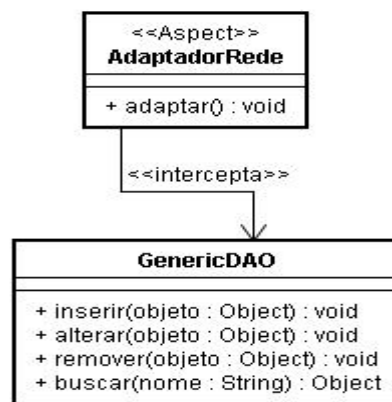 <<Aspect>>
AdaptadorRede
+ adaptar() : void
<<intercepta>>
GenericDAO
+ inserir(objeto : Object) : void
+ alterar(objeto : Object) : void
+ remover(objeto : Object) : void
+ buscar(nome : String) : Object